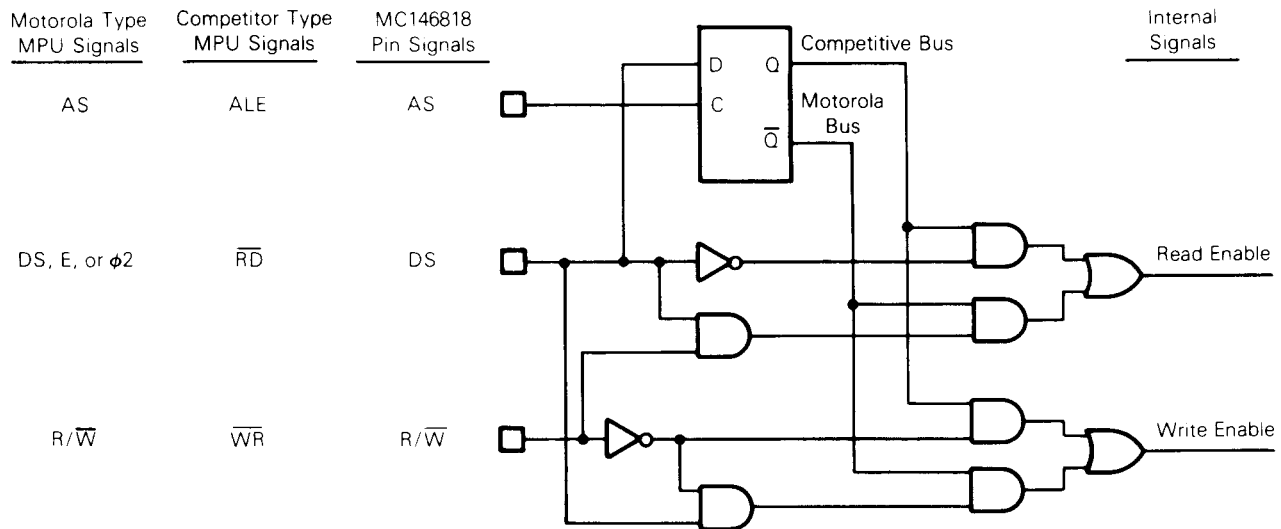 Motorola Type
MPU Signals
Competitor Type
MPU Signals
MC146818
Pin Signals
Internal
Signals
AS
ALE
AS
D
Q
C
Q̅
Competitive Bus
Motorola
Bus
DS, E, or ϕ2
R̅D̅
DS
Read Enable
R/W̅
W̅R̅
R/W̅
Write Enable